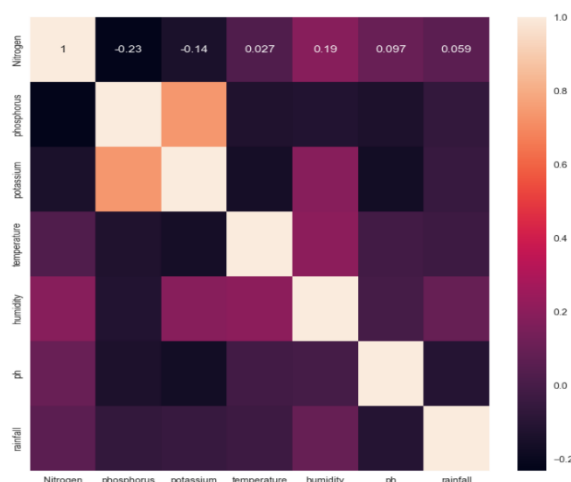 Nitrogen 1 -0.23 -0.14 0.027 0.19 0.097 0.059
phosphorus
potassium
temperature
humidity
ph
rainfall
Nitrogen phosphorus potassium temperature humidity ph rainfall
1.0
0.8
0.6
0.4
0.2
0.0
-0.2